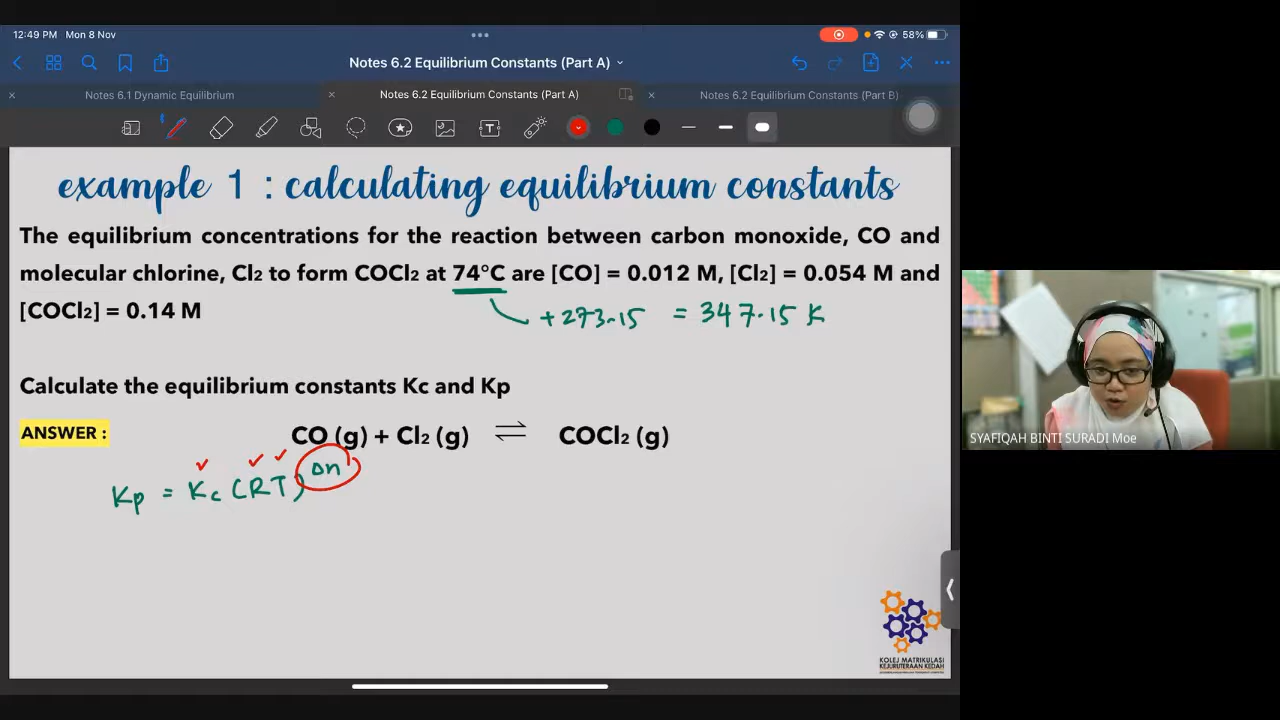 12:49 PM Mon 8 Nov
58%
Notes 6.2 Equilibrium Constants (Part A)
Notes 6.1 Dynamic Equilibrium
Notes 6.2 Equilibrium Constants (Part A)
Notes 6.2 Equilibrium Constants (Part B)
example 1 : calculating equilibrium constants
The equilibrium concentrations for the reaction between carbon monoxide, CO and
molecular chlorine, Cl₂ to form COCl₂ at 74°C are [CO] = 0.012 M, [Cl₂] = 0.054 M and
[COCl₂] = 0.14 M
+273.15 = 347.15 K
Calculate the equilibrium constants Kc and Kp
ANSWER :
CO (g) + Cl₂ (g) ⇌ COCl₂ (g)
Kp = Kc (RT)^Δn
SYAFIQAH BINTI SURADI Moe
KOLEJ MATRIKULASI
KEJURUTERAAN KEDAH